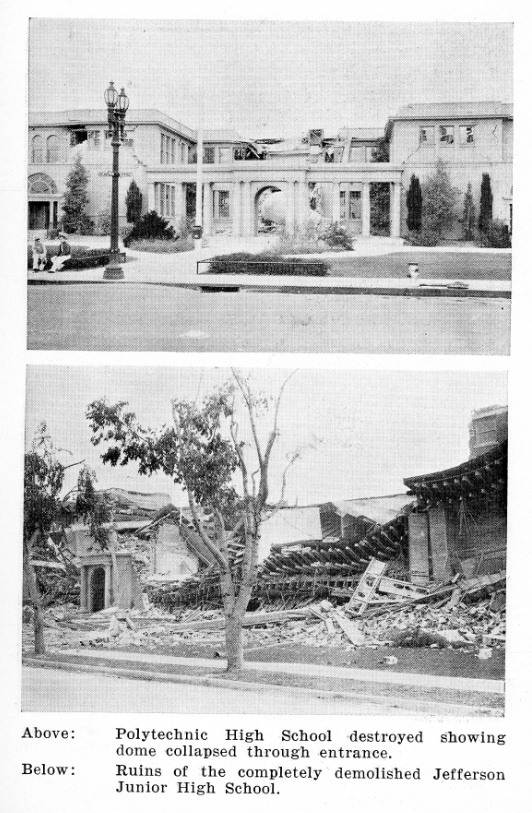 Above: Polytechnic High School destroyed showing
dome collapsed through entrance.
Below: Ruins of the completely demolished Jefferson
Junior High School.